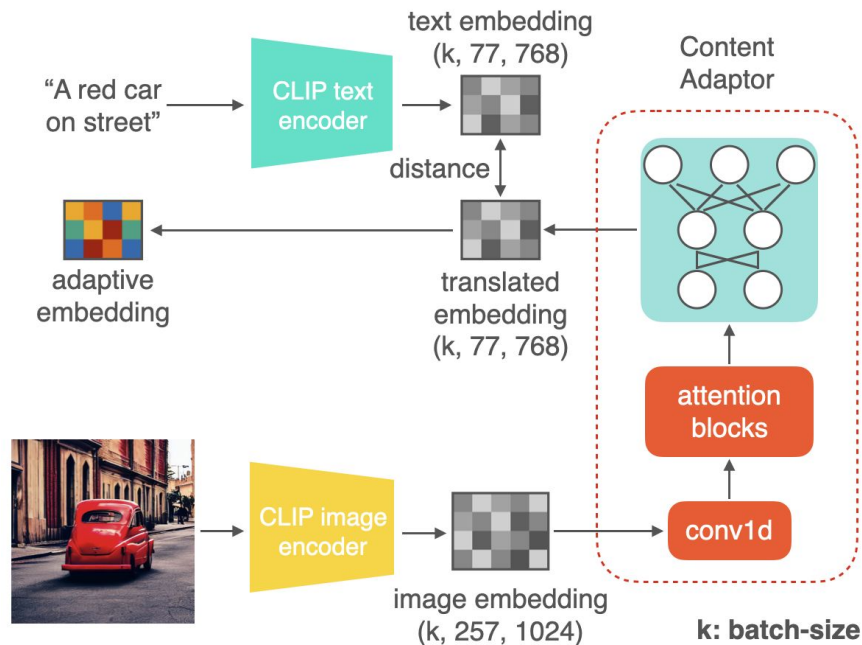 text embedding
(k, 77, 768)
Content
Adaptor
“A red car
on street”
CLIP text
encoder
distance
adaptive
embedding
translated
embedding
(k, 77, 768)
attention
blocks
CLIP image
encoder
conv1d
image embedding
(k, 257, 1024)
k: batch-size